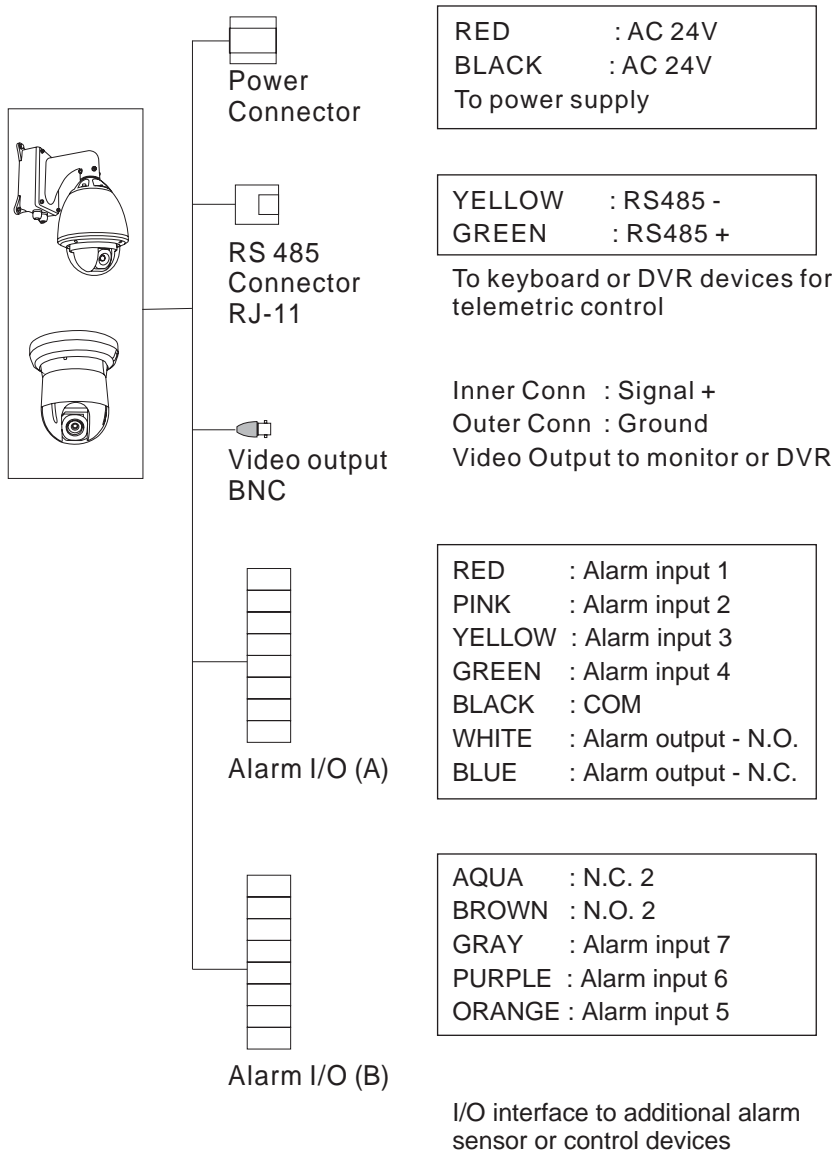 Power
Connector
RED : AC 24V
BLACK : AC 24V
To power supply
RS 485
Connector
RJ-11
YELLOW : RS485 -
GREEN : RS485 +
To keyboard or DVR devices for
telemetric control
Video output
BNC
Inner Conn : Signal +
Outer Conn : Ground
Video Output to monitor or DVR
Alarm I/O (A)
RED : Alarm input 1
PINK : Alarm input 2
YELLOW : Alarm input 3
GREEN : Alarm input 4
BLACK : COM
WHITE : Alarm output - N.O.
BLUE : Alarm output - N.C.
Alarm I/O (B)
AQUA : N.C. 2
BROWN : N.O. 2
GRAY : Alarm input 7
PURPLE : Alarm input 6
ORANGE : Alarm input 5
I/O interface to additional alarm
sensor or control devices